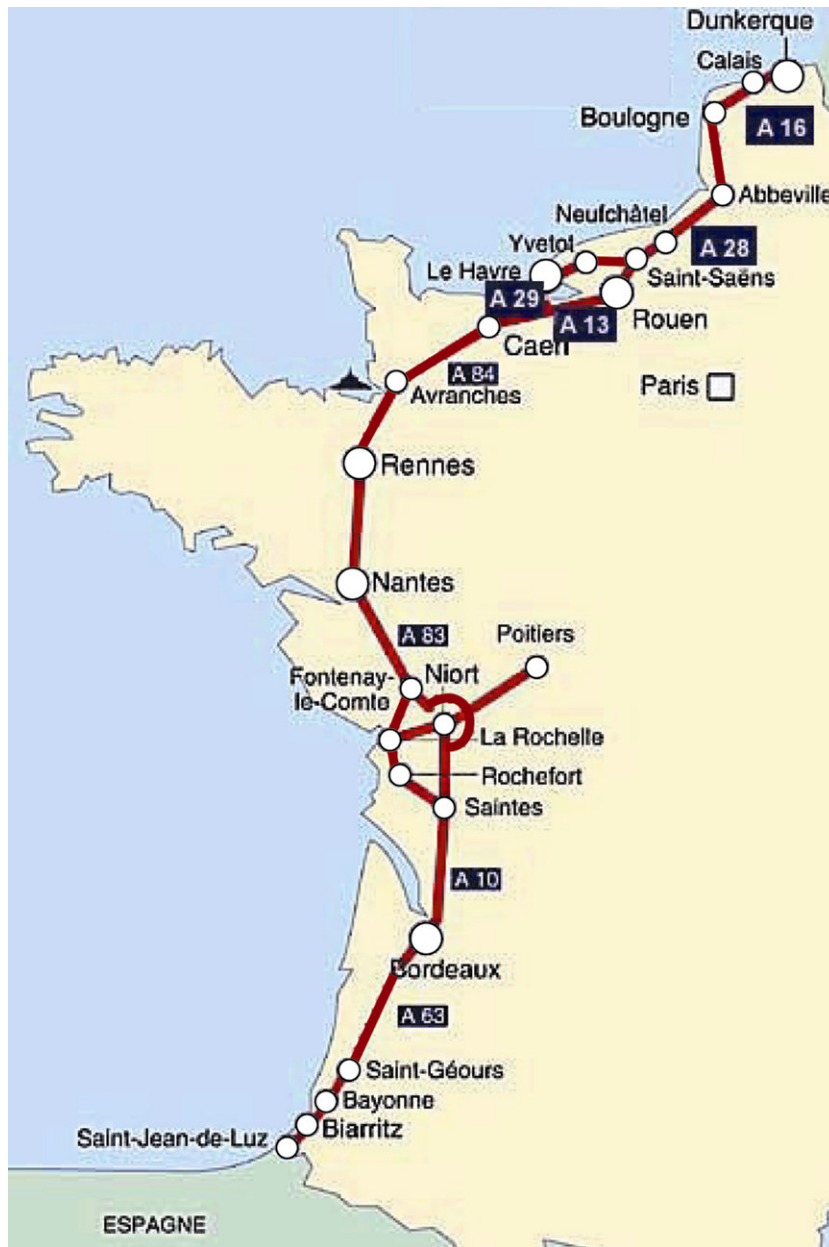 Dunkerque
Calais
Boulogne
A 16
Abbeville
Neufchâtel
Yvetot
A 28
Le Havre
Saint-Saëns
A 29
A 13
Rouen
Caen
A 84
Paris
Avranches
Rennes
Nantes
A 83
Poitiers
Fontenay-
le-Comte
Niort
La Rochelle
Rochefort
Saintes
A 10
Bordeaux
A 63
Saint-Géours
Bayonne
Biarritz
Saint-Jean-de-Luz
ESPAGNE